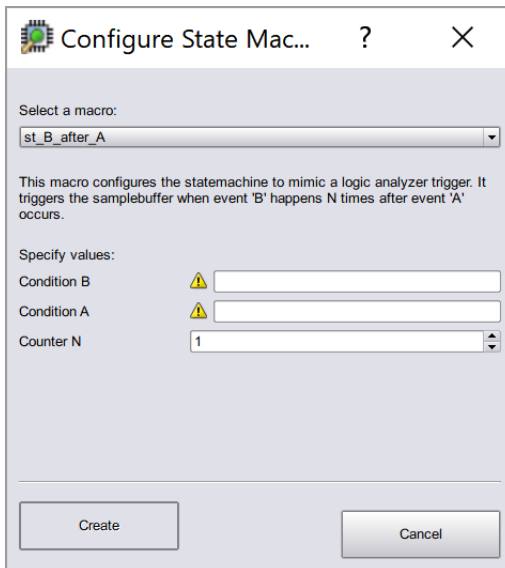 Configure State Mac... ?
Select a macro:
st_B_after_A
This macro configures the statemachine to mimic a logic analyzer trigger. It
triggers the samplebuffer when event 'B' happens N times after event 'A'
occurs.
Specify values:
Condition B
Condition A
Counter N 1
Create Cancel